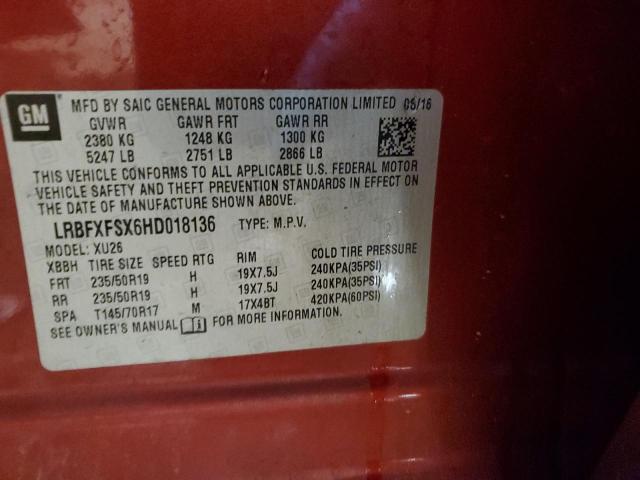 GM
MFD BY SAIC GENERAL MOTORS CORPORATION LIMITED 06/16
GVWR GAWR FRT GAWR RR
2380 KG 1248 KG 1300 KG
5247 LB 2751 LB 2866 LB
THIS VEHICLE CONFORMS TO ALL APPLICABLE U.S. FEDERAL MOTOR
VEHICLE SAFETY AND THEFT PREVENTION STANDARDS IN EFFECT ON
THE DATE OF MANUFACTURE SHOWN ABOVE.
LRBFXFSX6HD018136 TYPE: M.P.V.
MODEL: XU26
XBBH TIRE SIZE SPEED RTG RIM COLD TIRE PRESSURE
FRT 235/50R19 H 19X7.5J 240KPA(35PSI)
RR 235/50R19 H 19X7.5J 240KPA(35PSI)
SPA T145/70R17 M 17X4BT 420KPA(60PSI)
SEE OWNER'S MANUAL FOR MORE INFORMATION.